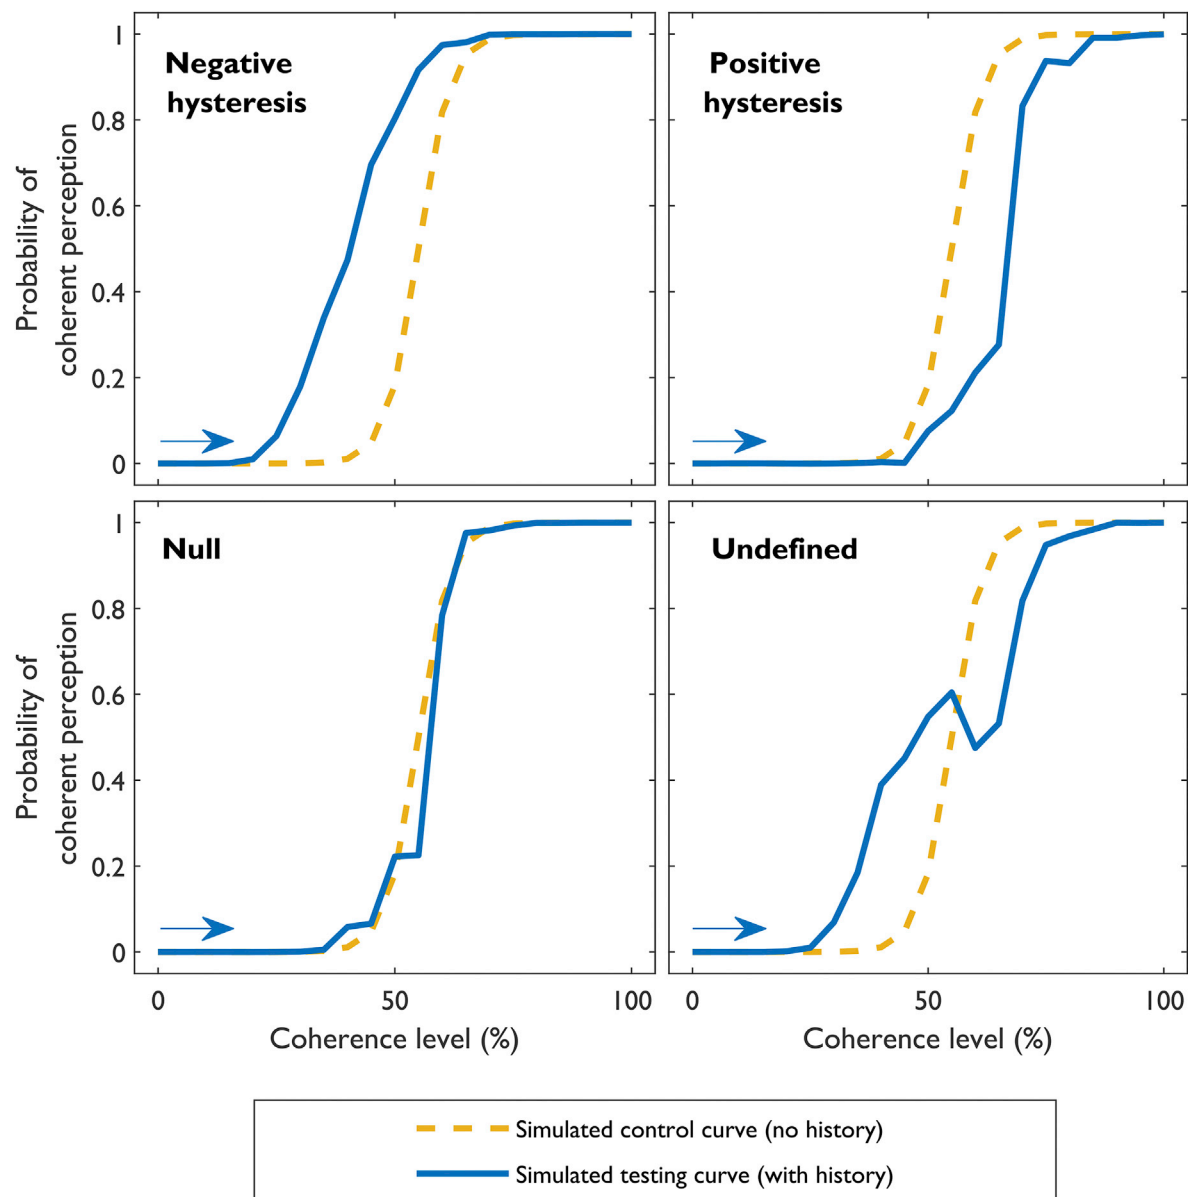 Negative
hysteresis
Positive
hysteresis
Probability of
coherent perception
1
0.8
0.6
0.4
0.2
0
Null
Undefined
Probability of
coherent perception
1
0.8
0.6
0.4
0.2
0
0 50 100
0 50 100
Coherence level (%)
Coherence level (%)
Simulated control curve (no history)
Simulated testing curve (with history)